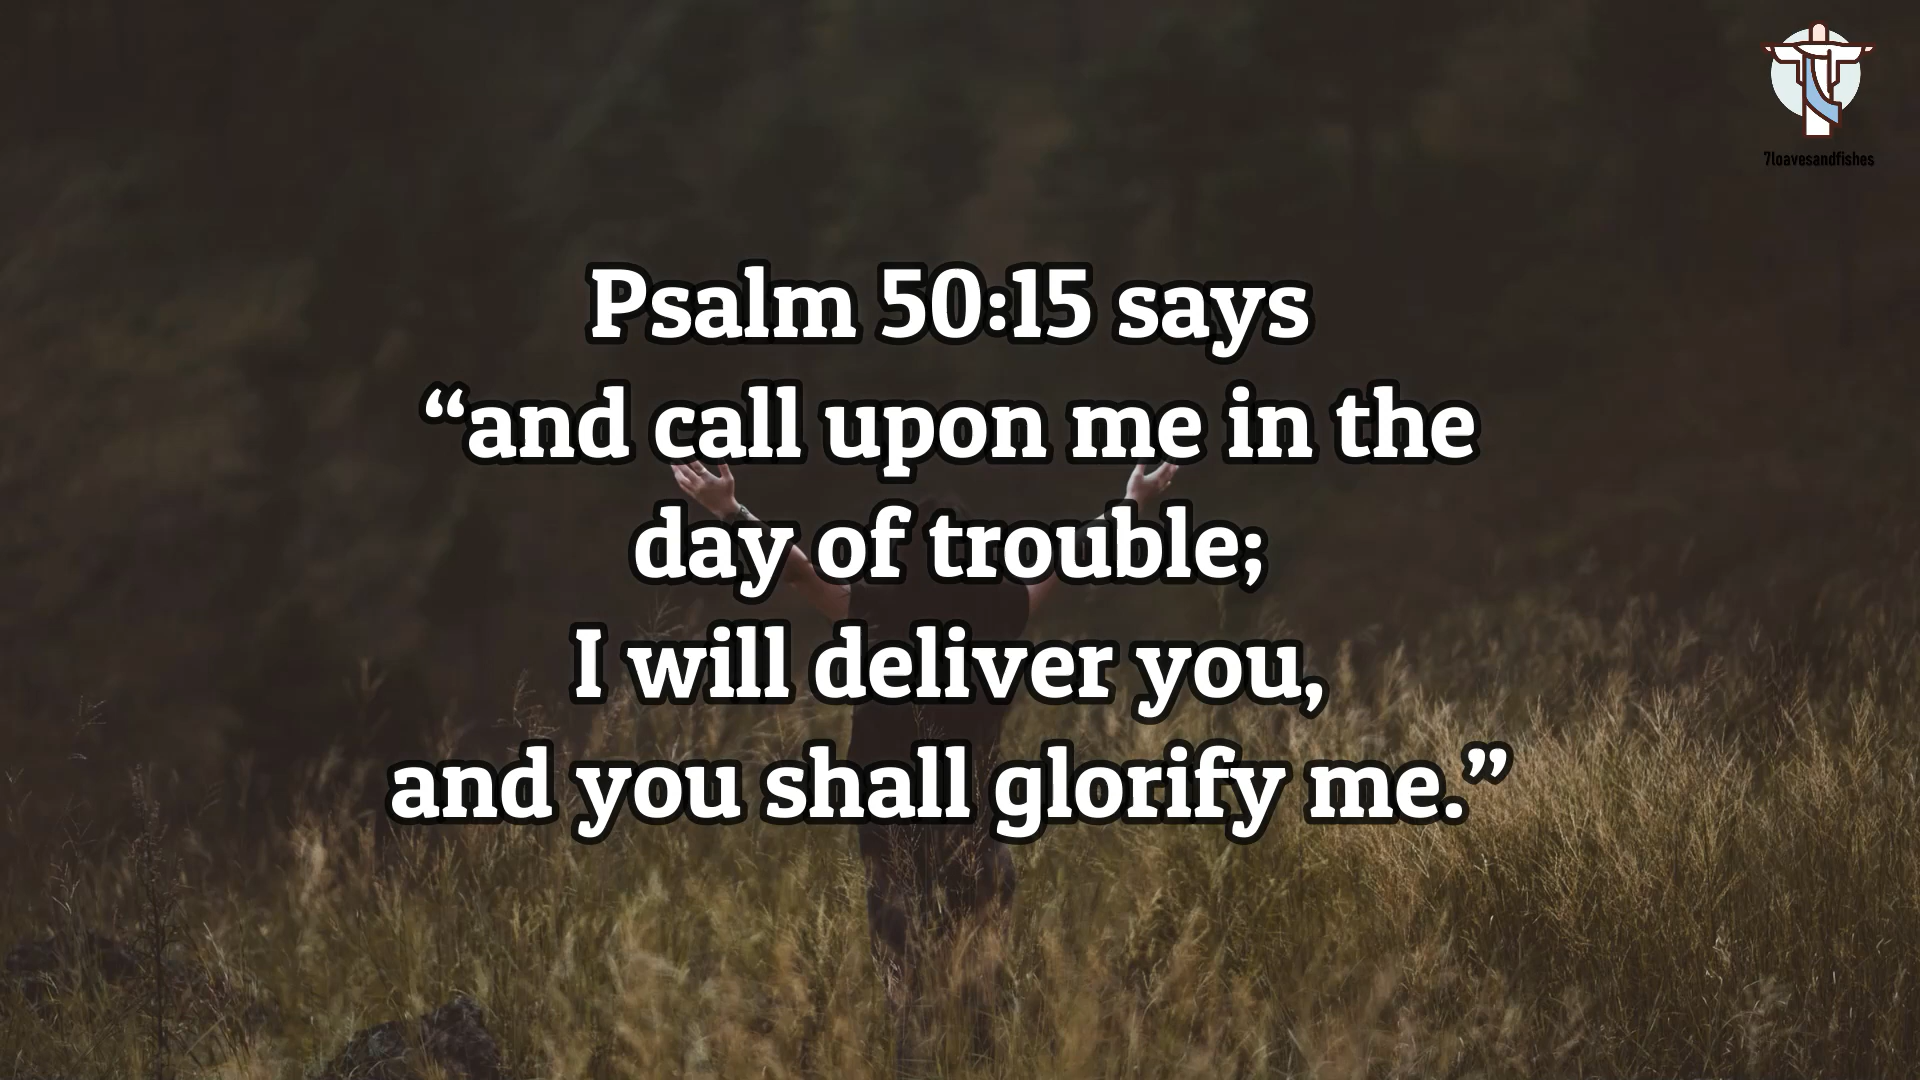 7loavesandfishes
Psalm 50:15 says
“and call upon me in the
day of trouble;
I will deliver you,
and you shall glorify me.”